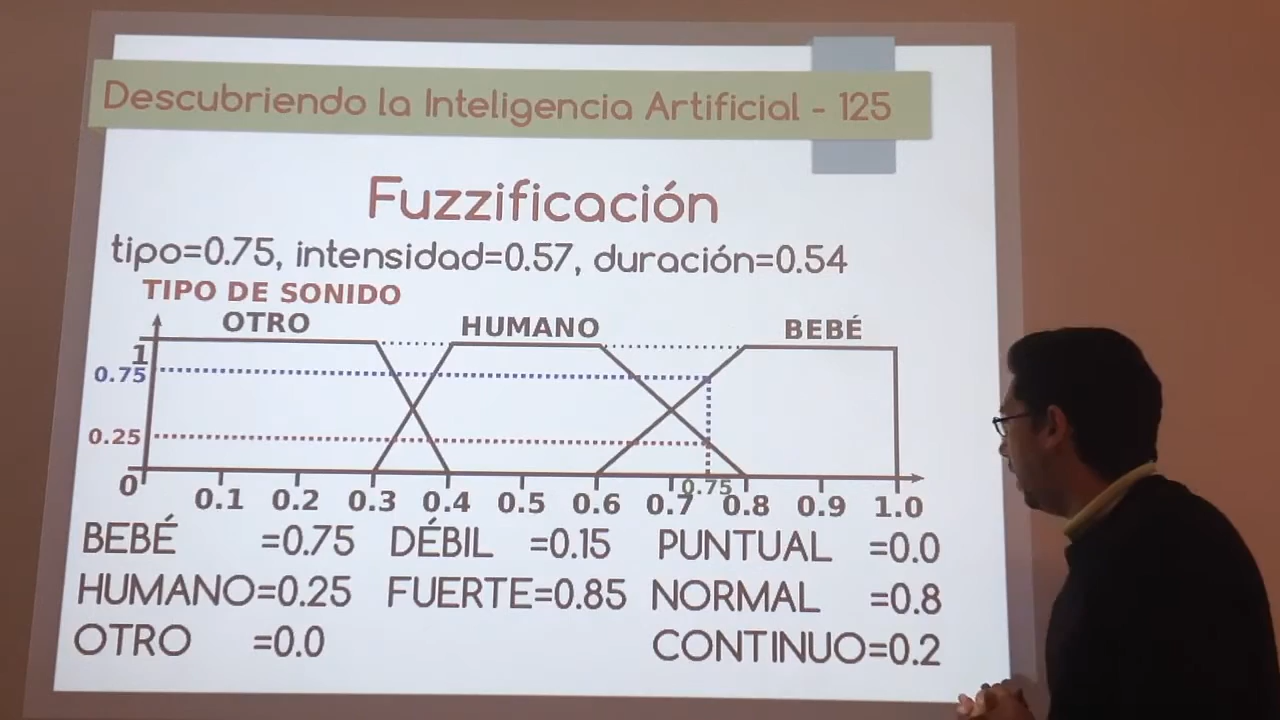 Descubriendo la Inteligencia Artificial - 125
Fuzzificación
tipo=0.75, intensidad=0.57, duración=0.54
TIPO DE SONIDO
OTRO HUMANO BEBÉ
1
0.75
0.25
0 0.1 0.2 0.3 0.4 0.5 0.6 0.7 0.75 0.8 0.9 1.0
BEBÉ =0.75 DÉBIL =0.15 PUNTUAL =0.0
HUMANO=0.25 FUERTE=0.85 NORMAL =0.8
OTRO =0.0 CONTINUO=0.2